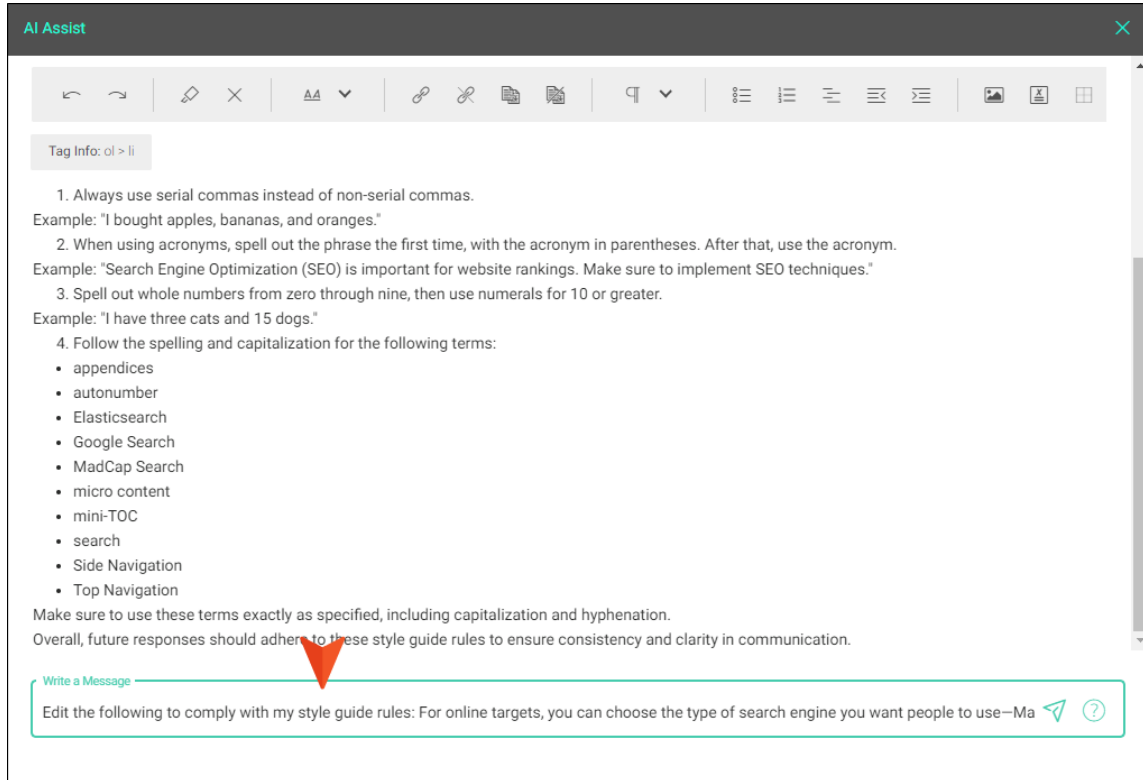 AI Assist
Tag Info: ol > li
1. Always use serial commas instead of non-serial commas.
Example: "I bought apples, bananas, and oranges."
2. When using acronyms, spell out the phrase the first time, with the acronym in parentheses. After that, use the acronym.
Example: "Search Engine Optimization (SEO) is important for website rankings. Make sure to implement SEO techniques."
3. Spell out whole numbers from zero through nine, then use numerals for 10 or greater.
Example: "I have three cats and 15 dogs."
4. Follow the spelling and capitalization for the following terms:
• appendices
• autonumber
• Elasticsearch
• Google Search
• MadCap Search
• micro content
• mini-TOC
• search
• Side Navigation
• Top Navigation
Make sure to use these terms exactly as specified, including capitalization and hyphenation.
Overall, future responses should adhere to these style guide rules to ensure consistency and clarity in communication.
Write a Message
Edit the following to comply with my style guide rules: For online targets, you can choose the type of search engine you want people to use—Ma